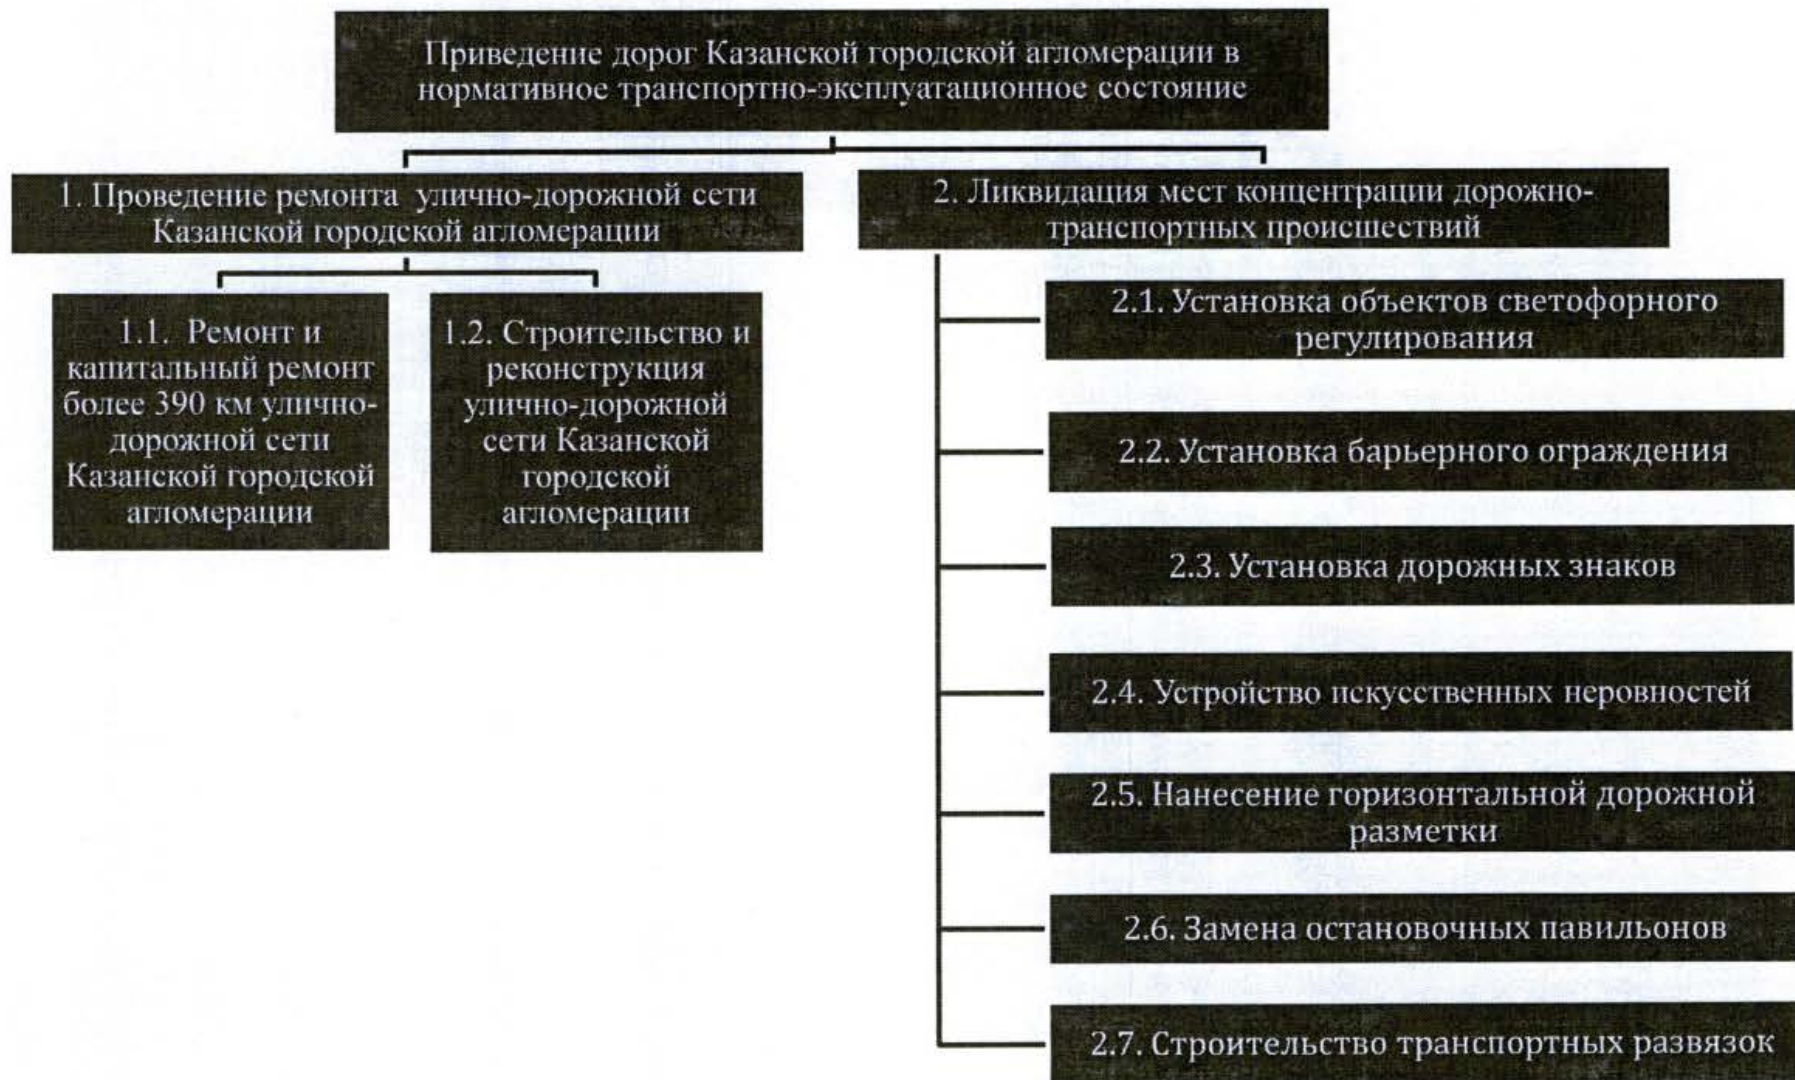 Приведение дорог Казанской городской агломерации в
нормативное транспортно-эксплуатационное состояние
1. Проведение ремонта улично-дорожной сети
Казанской городской агломерации
2. Ликвидация мест концентрации дорожно-
транспортных происшествий
1.1. Ремонт и
капитальный ремонт
более 390 км улично-
дорожной сети
Казанской городской
агломерации
1.2. Строительство и
реконструкция
улично-дорожной
сети Казанской
городской
агломерации
2.1. Установка объектов светофорного
регулирования
2.2. Установка барьерного ограждения
2.3. Установка дорожных знаков
2.4. Устройство искусственных неровностей
2.5. Нанесение горизонтальной дорожной
разметки
2.6. Замена остановочных павильонов
2.7. Строительство транспортных развязок